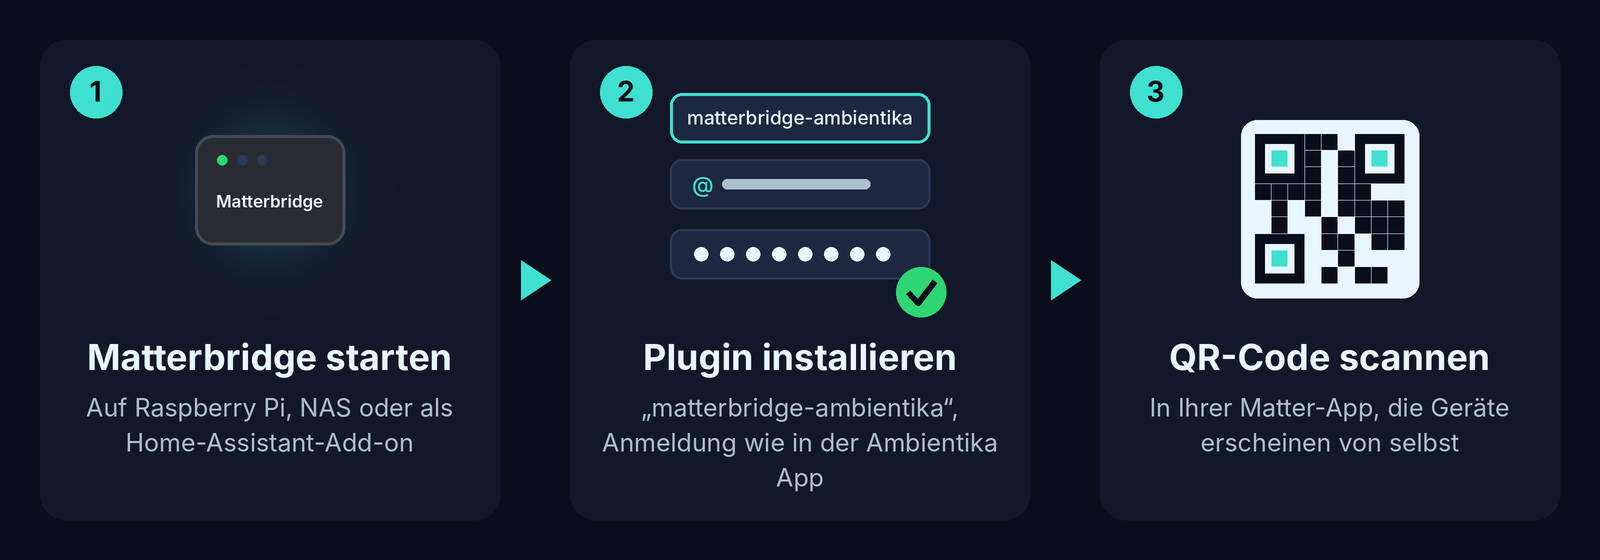 1
Matterbridge
Matterbridge starten
Auf Raspberry Pi, NAS oder als
Home-Assistant-Add-on
2
matterbridge-ambientika
@
Plugin installieren
„matterbridge-ambientika“,
Anmeldung wie in der Ambientika
App
3
QR-Code scannen
In Ihrer Matter-App, die Geräte
erscheinen von selbst